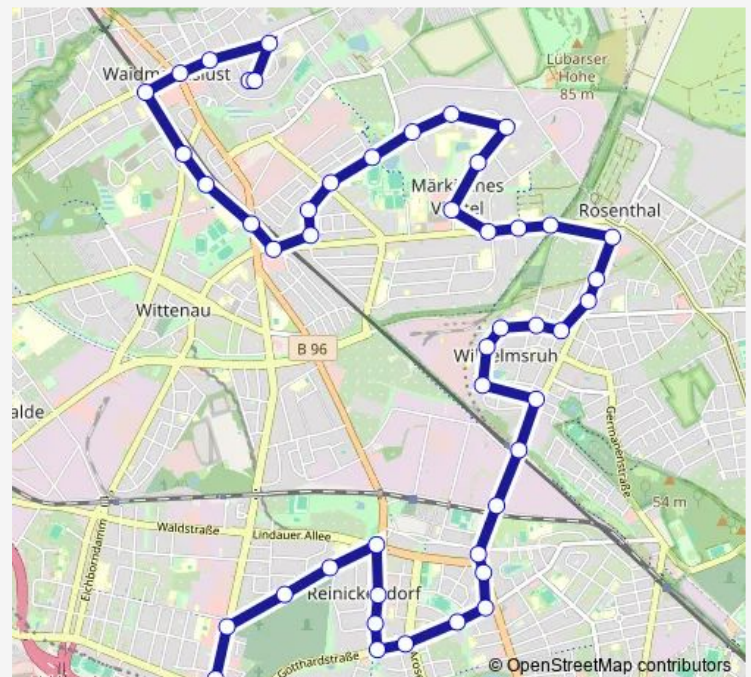 Waidmannslust
Lübarser
Höhe
85 m
Märkisches
Viertel
Rosenthal
Wittenau
B 96
Wilhelmsruh
alde
Germanenstraße
54 m
Eichborndamm
Waldstraße
Lindauer Allee
Reinickendorf
Gotthardstraße
Aros
© OpenStreetMap contributors